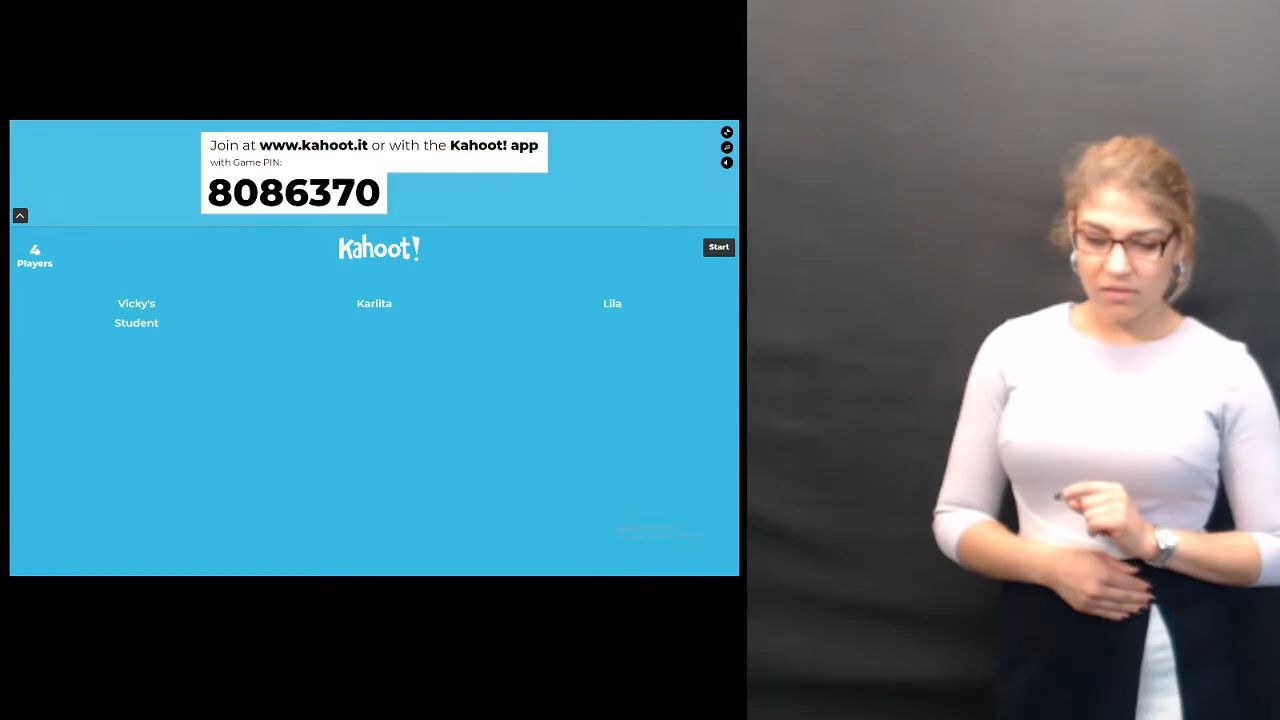 Join at www.kahoot.it or with the Kahoot! app
with Game PIN:
8086370
4
Players
Kahoot!
Start
Vicky's
Student
Karlita
Lila